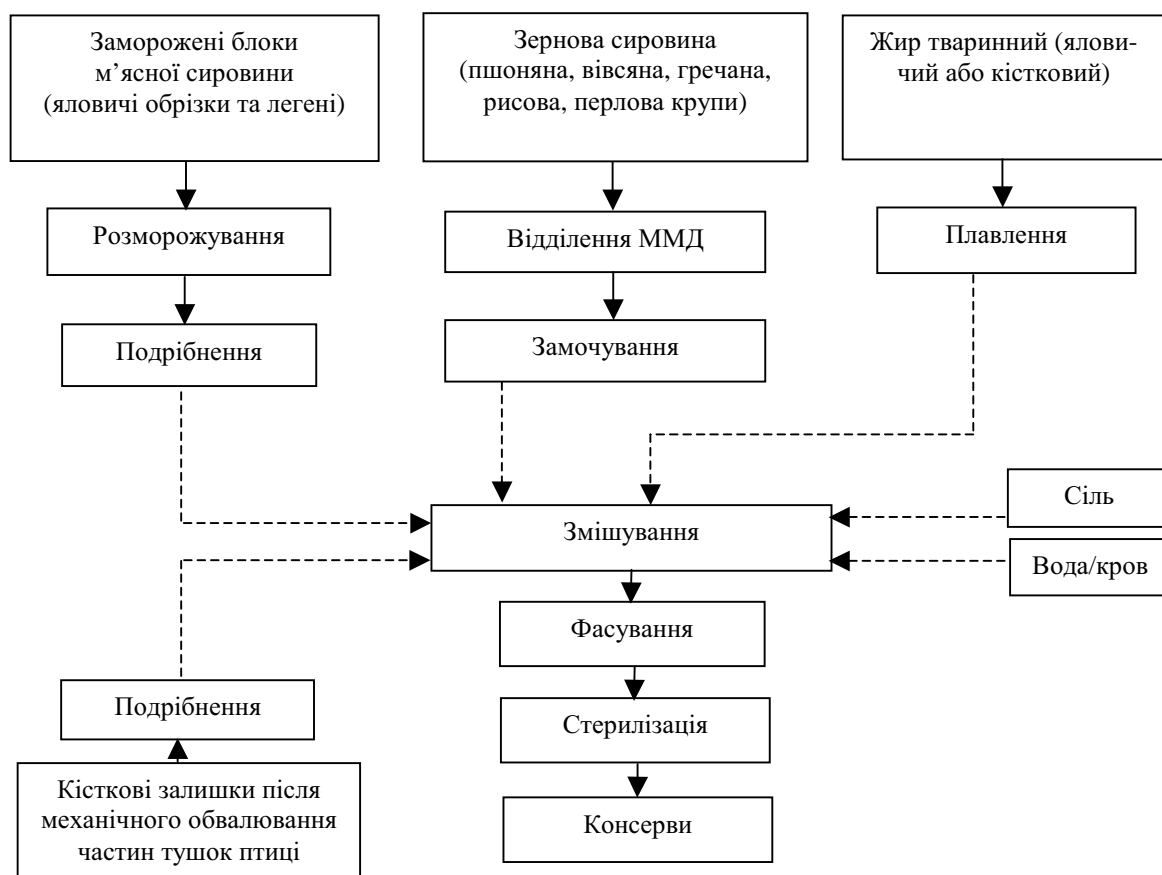 Заморожені блоки
м’ясної сировини
(яловичі обрізки та легені)
Зернова сировина
(пшоняна, вівсяна, гречана,
рисова, перлова крупи)
Жир тваринний (ялови-
чий або кістковий)
Розморожування
Відділення ММД
Плавлення
Подрібнення
Замочування
Сіль
Змішування
Вода/кров
Фасування
Подрібнення
Стерилізація
Кісткові залишки після
механічного обвалювання
частин тушок птиці
Консерви